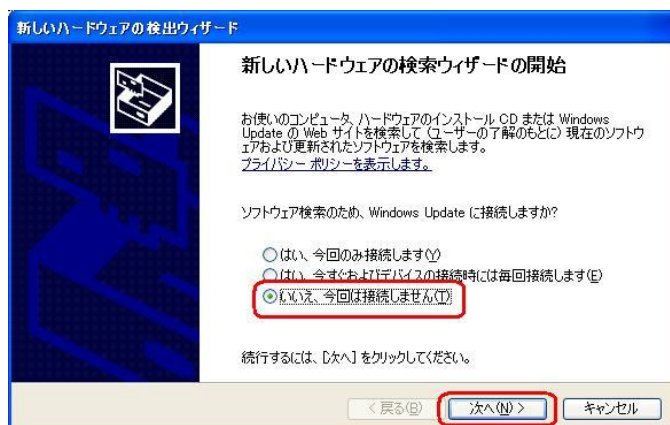 新しいハードウェアの検出ウィザード
新しいハードウェアの検索ウィザードの開始
お使いのコンピュータ、ハードウェアのインストール CD または Windows
Update の Web サイトを検索して (ユーザーの了解のもとに) 現在のソフトウ
ェアおよび更新されたソフトウェアを検索します。
プライバシー ポリシーを表示します。
ソフトウェア検索のため、Windows Update に接続しますか?
はい、今回のみ接続します(Y)
はい、今すぐおよびデバイスの接続時には毎回接続します(E)
いいえ、今回は接続しません(T)
続行するには、[次へ] をクリックしてください。
< 戻る(B)
次へ(N) >
キャンセル